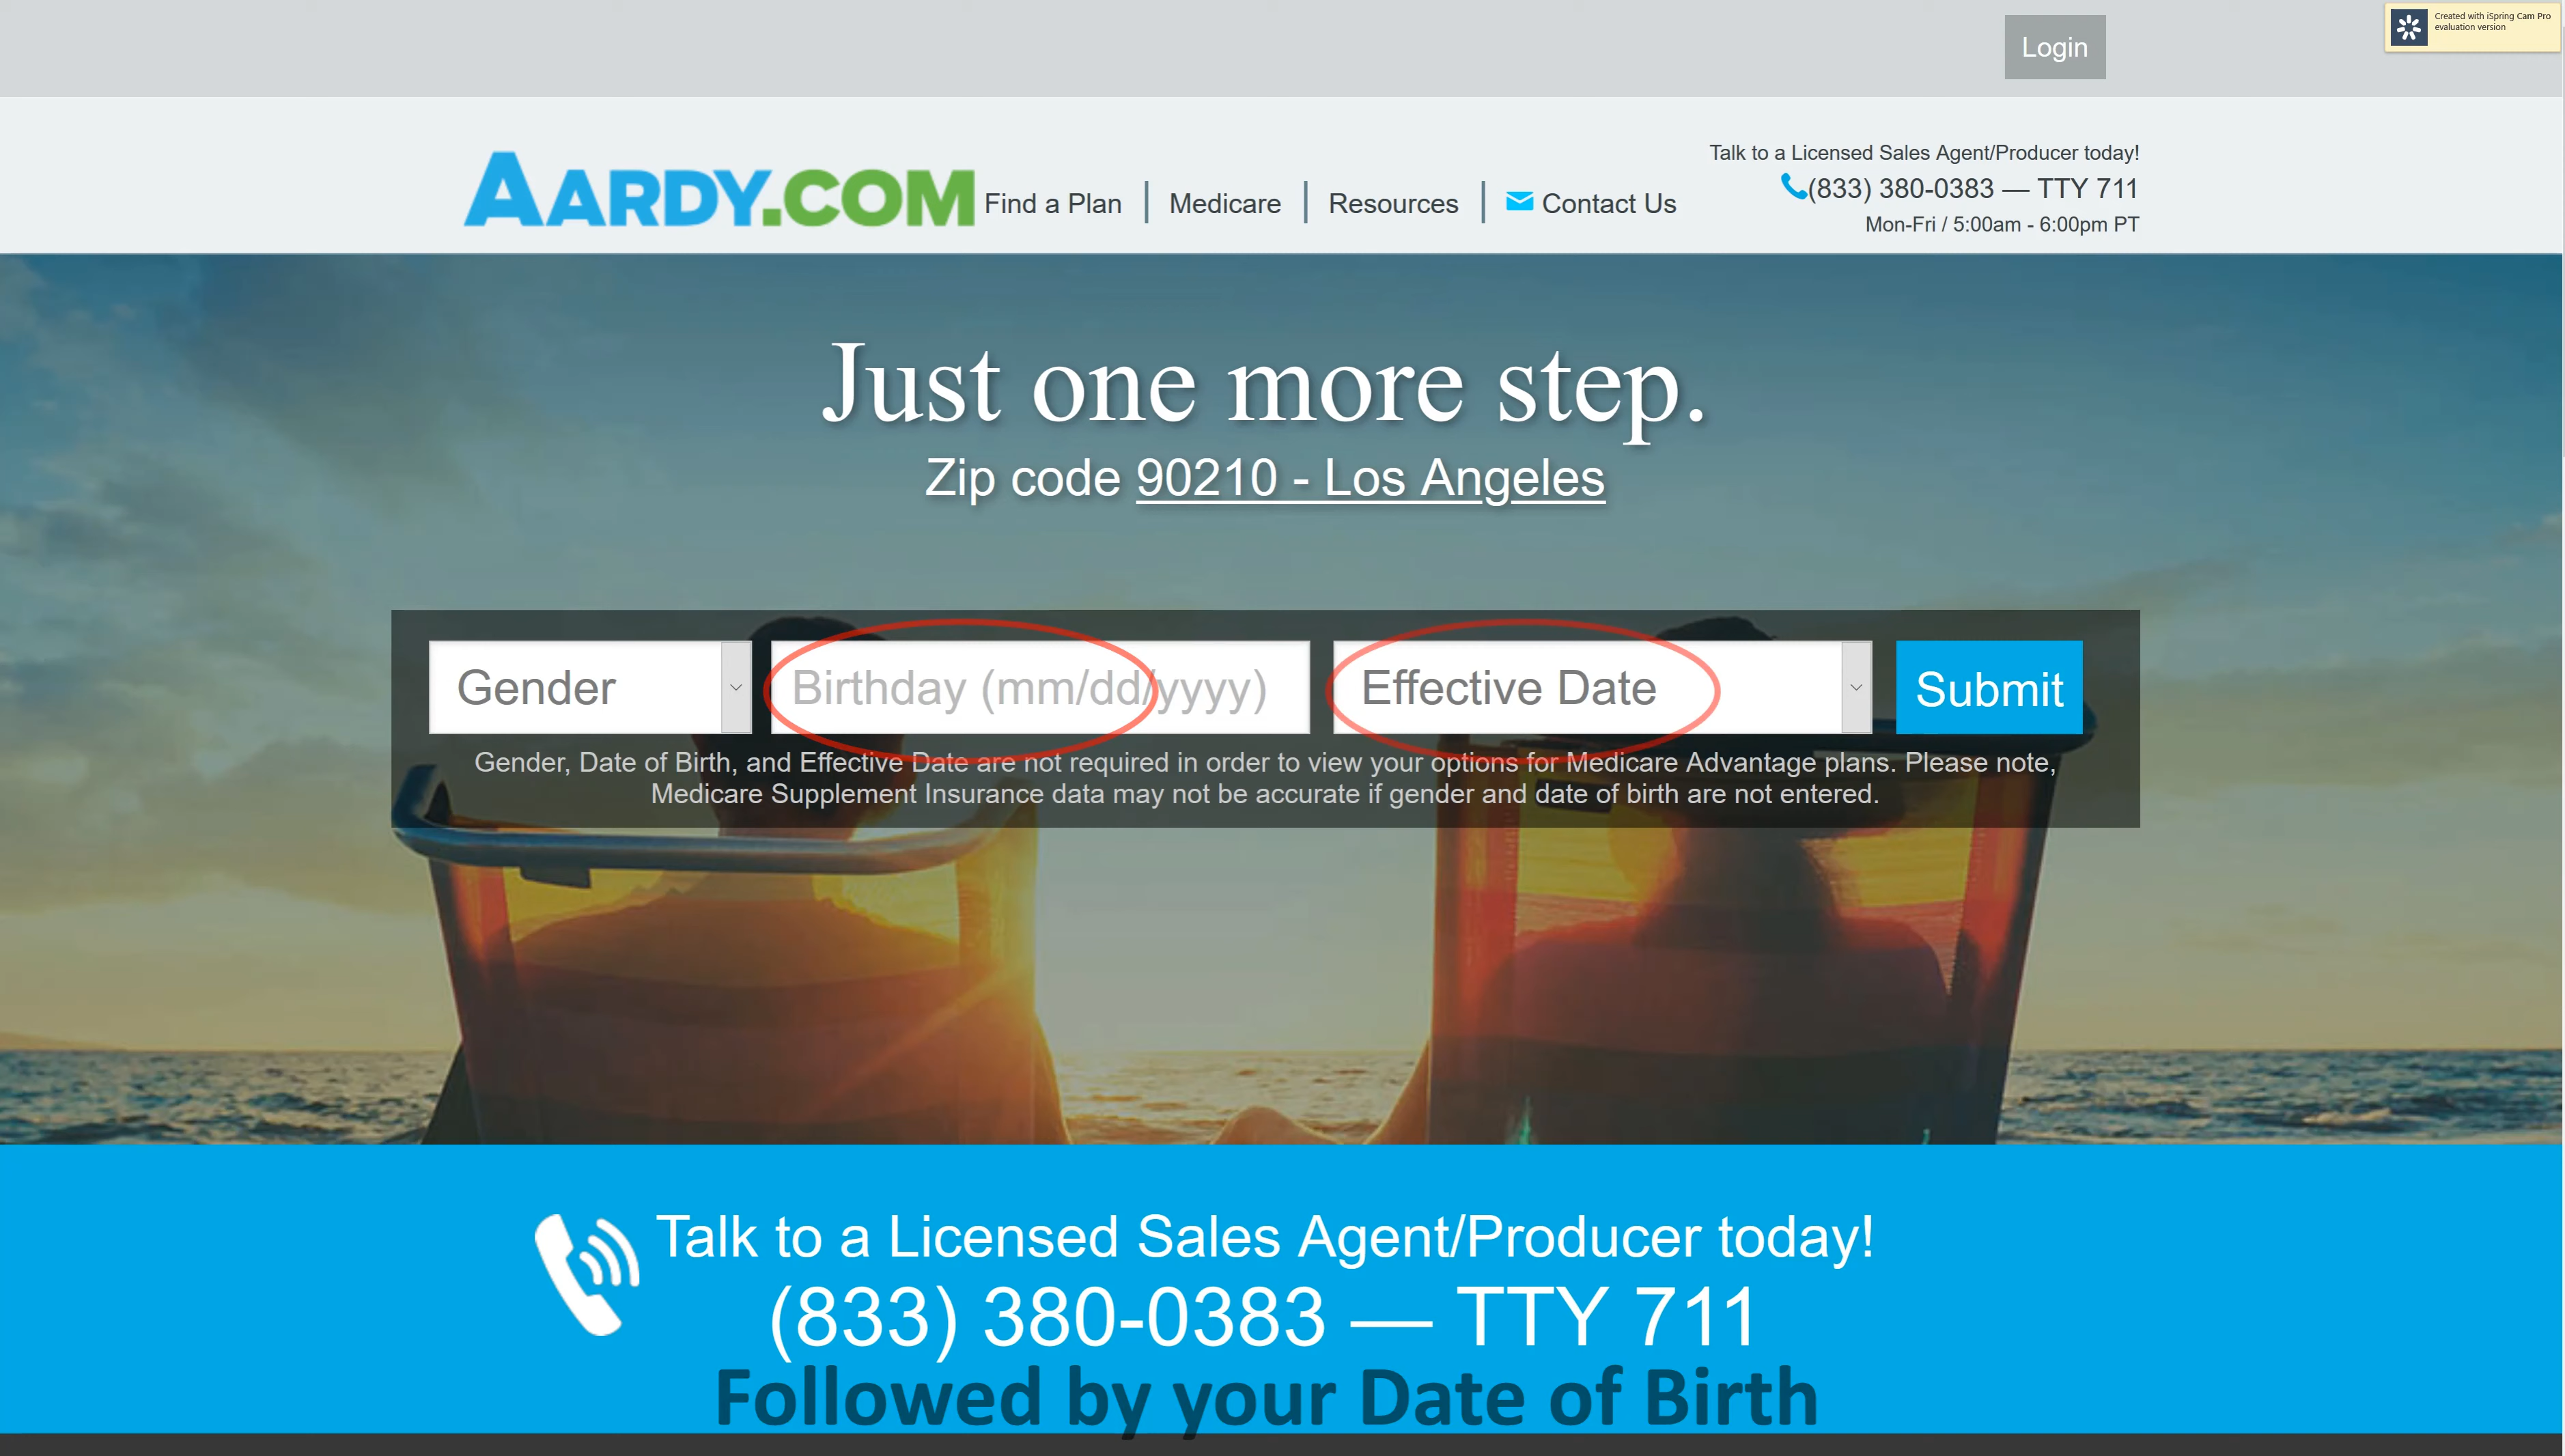 Login
Created with iSpring Cam Pro
evaluation version
AARDY.COM
Find a Plan
Medicare
Resources
Contact Us
Talk to a Licensed Sales Agent/Producer today!
(833) 380-0383 — TTY 711
Mon-Fri / 5:00am - 6:00pm PT
Just one more step.
Zip code 90210 - Los Angeles
Gender
Birthday (mm/dd/yyyy)
Effective Date
Submit
Gender, Date of Birth, and Effective Date are not required in order to view your options for Medicare Advantage plans. Please note,
Medicare Supplement Insurance data may not be accurate if gender and date of birth are not entered.
Talk to a Licensed Sales Agent/Producer today!
(833) 380-0383 — TTY 711
Followed by your Date of Birth